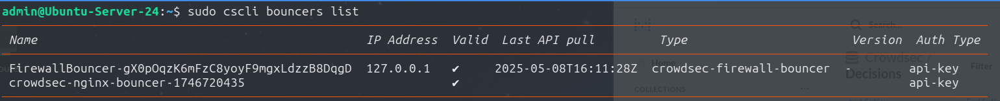 admin@Ubuntu-Server-24:~$ sudo cscli bouncers list
Name IP Address Valid Last API pull Type Version Auth Type
FirewallBouncer-gX0pOqzK6mFzC8yoyF9mgxLdzzB8DqgD 127.0.0.1 ✔ 2025-05-08T16:11:28Z crowdsec-firewall-bouncer - api-key
crowdsec-nginx-bouncer-1746720435 ✔ api-key
Search...
Home
Crowdsec /
Decisions
Filter
COLLECTIONS ...